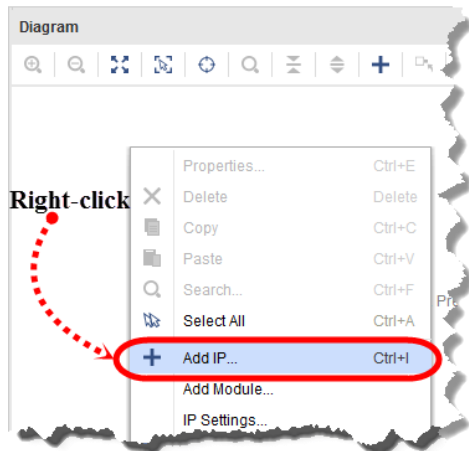 Diagram
Properties... Ctrl+E
Right-click
Delete Delete
Copy Ctrl+C
Paste Ctrl+V
Search... Ctrl+F
Select All Ctrl+A
Add IP... Ctrl+I
Add Module...
IP Settings...